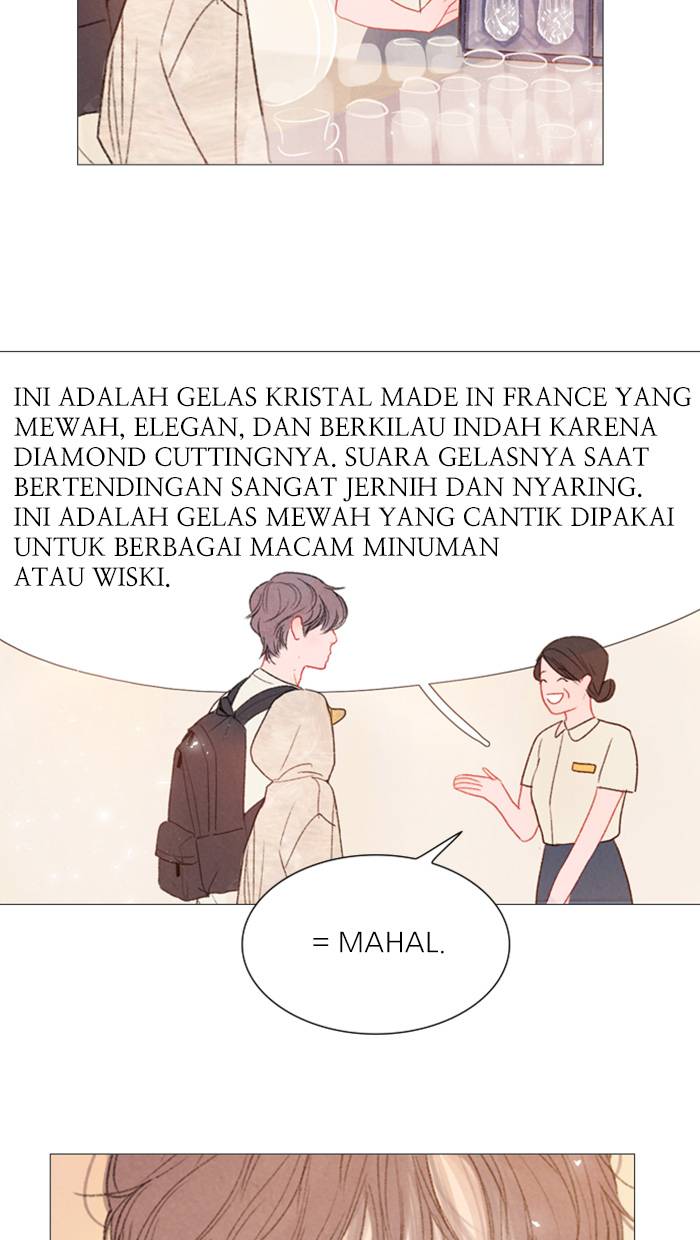 INI ADALAH GELAS KRISTAL MADE IN FRANCE YANG
MEWAH, ELEGAN, DAN BERKILAU INDAH KARENA
DIAMOND CUTTINGNYA. SUARA GELASNYA SAAT
BERTENDINGAN SANGAT JERNIH DAN NYARING.
INI ADALAH GELAS MEWAH YANG CANTIK DIPAKAI
UNTUK BERBAGAI MACAM MINUMAN
ATAU WISKI.
= MAHAL.